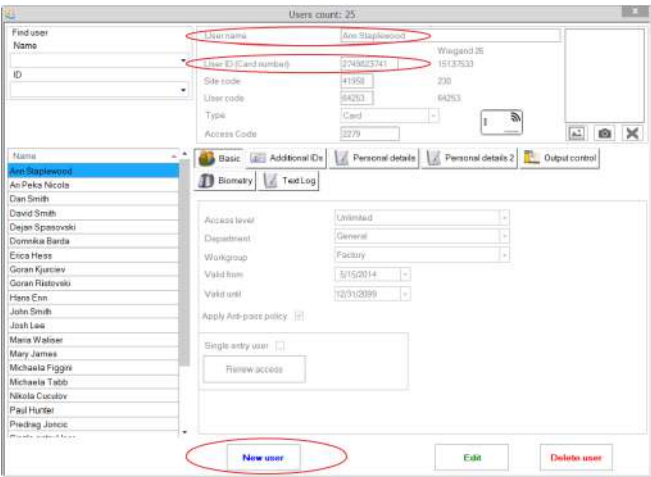 Users count: 25
Find user
Name
ID
User name Ann Staplewood
Wiegand 26
User ID (Card number) 2749823741 15137533
Site code 41958 230
User code 64253 64253
Type Card
Access Code 2279
Name
Ann Staplewood
Ari Peka Nicola
Dan Smith
David Smith
Dejan Spasovski
Domnika Barda
Erica Hess
Goran Kjurciev
Goran Ristovski
Hans Enn
John Smith
Josh Lee
Maria Waliser
Mary James
Michaela Figgini
Michaela Tabb
Nikola Cuculov
Paul Hunter
Predrag Joncic
Basic Additional IDs Personal details Personal details 2 Output control
Biometry Text Log
Access level Unlimited
Department General
Workgroup Factory
Valid from 5/15/2014
Valid until 12/31/2099
Apply Anti-pass policy
Single entry user
Renew access
New user Edit Delete user